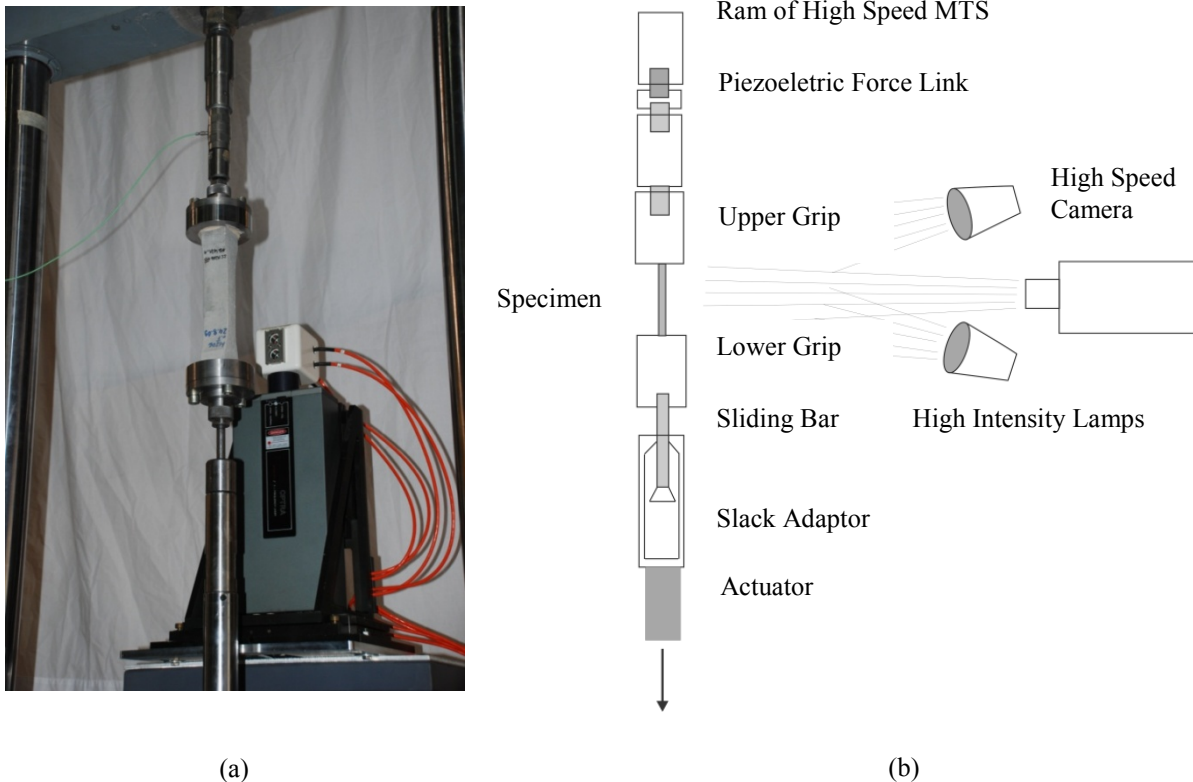 Ram of High Speed MTS
Piezoeletric Force Link
High Speed
Camera
Upper Grip
Specimen
Lower Grip
Sliding Bar
High Intensity Lamps
Slack Adaptor
Actuator
OPTRA
(a)
(b)